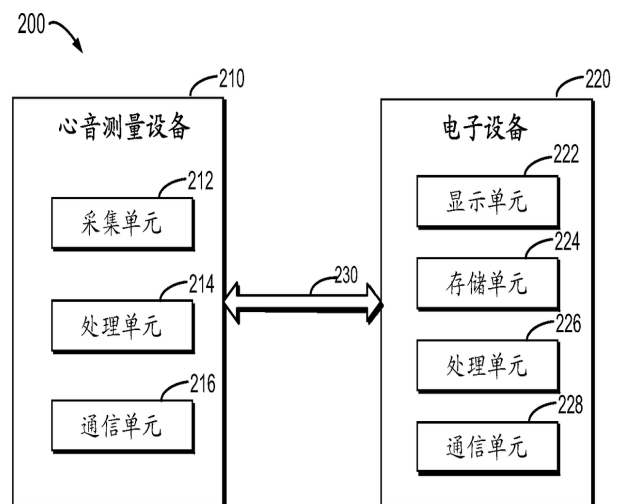 200
210
心音测量设备
212
采集单元
214
处理单元
216
通信单元
230
220
电子设备
222
显示单元
224
存储单元
226
处理单元
228
通信单元